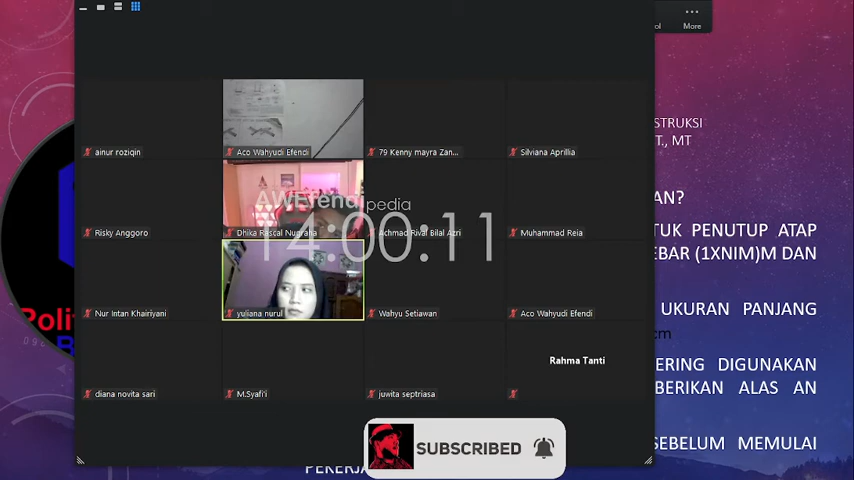 More
STRUKSI
T., MT
ainur roziqin
Aco Wahyudi Efendi
79 Kenny mayra Zan...
Silviana Aprillia
AN?
AWEfendi pedia
TUK PENUTUP ATAP
Risky Anggoro
Dhika Rascal Nugraha
Achmad Rival Bilal Azri
Muhammad Reia
14:00:11
EBAR (1XNIM)M DAN
Nur Intan Khairiyani
yuliana nurul
Wahyu Setiawan
Aco Wahyudi Efendi
UKURAN PANJANG
cm
Rahma Tanti
ERING DIGUNAKAN
BERIKAN ALAS AN
diana novita sari
M.Syafi'i
juwita septriasa
SUBSCRIBED
SEBELUM MEMULAI